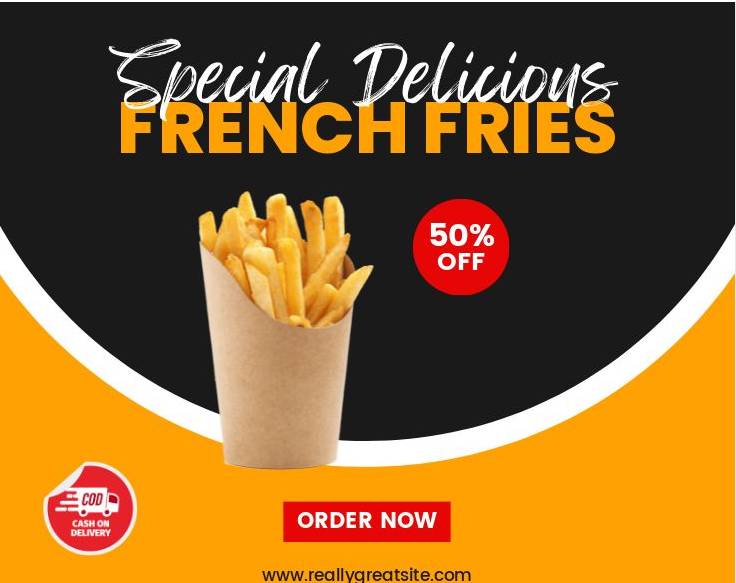 Special Delicious
FRENCH FRIES
50%
OFF
COD
CASH ON
DELIVERY
ORDER NOW
www.reallygreatsite.com